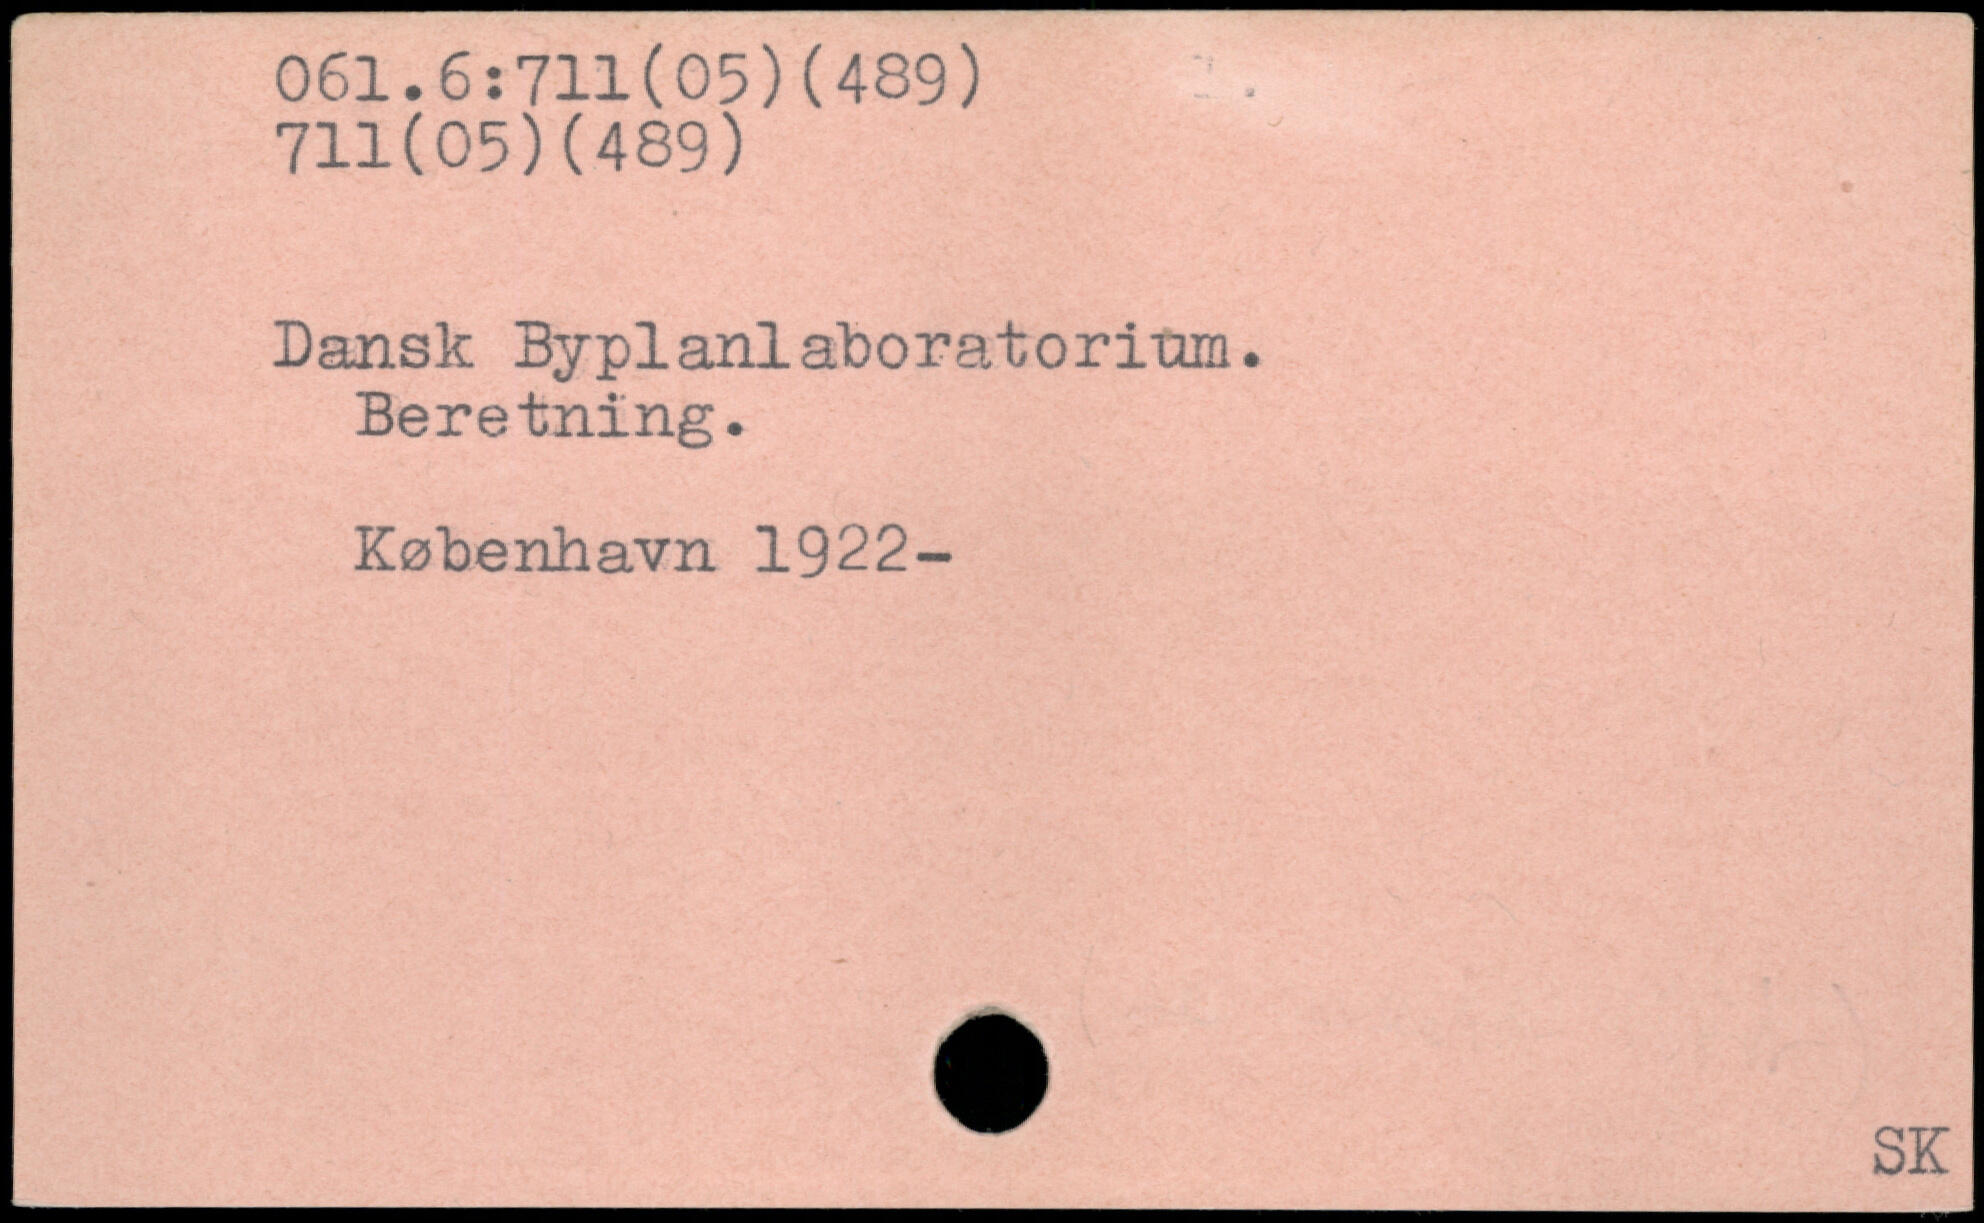 061.6:711(05)(489)
711(05)(489)
Dansk Byplanlaboratorium.
Beretning.
København 1922-
SK